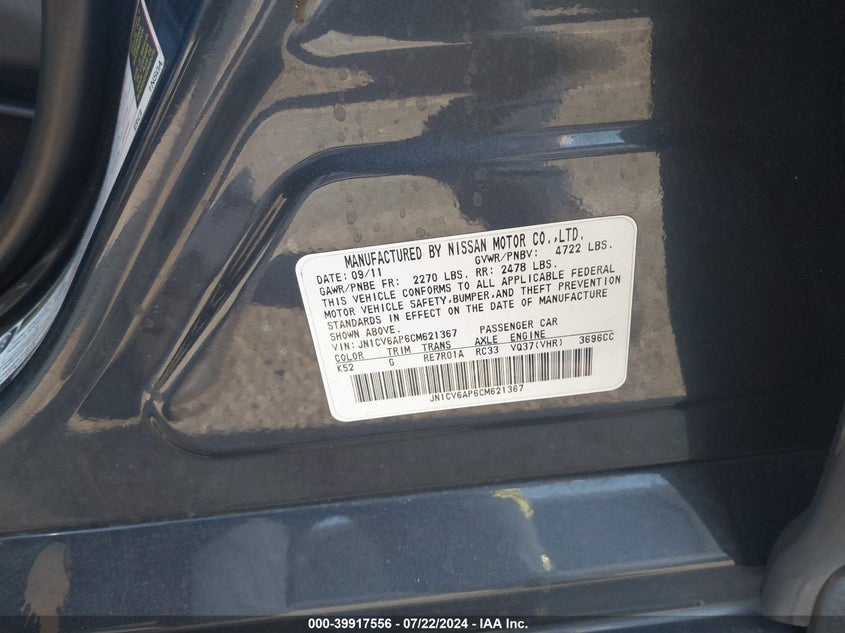 MANUFACTURED BY NISSAN MOTOR CO.,LTD.
DATE: 09/11 GVWR/PNBV: 4722 LBS.
GAWR/PNBE FR: 2270 LBS. RR: 2478 LBS.
THIS VEHICLE CONFORMS TO ALL APPLICABLE FEDERAL
MOTOR VEHICLE SAFETY,BUMPER,AND THEFT PREVENTION
STANDARDS IN EFFECT ON THE DATE OF MANUFACTURE
SHOWN ABOVE.
VIN: JN1CV6AP6CM621367 PASSENGER CAR
COLOR TRIM TRANS AXLE ENGINE
K52 G RE7R01A RC33 VQ37(VHR) 3696CC
JN1CV6AP6CM621367
000-39917556 / 07/22/2024 - IAA Inc.